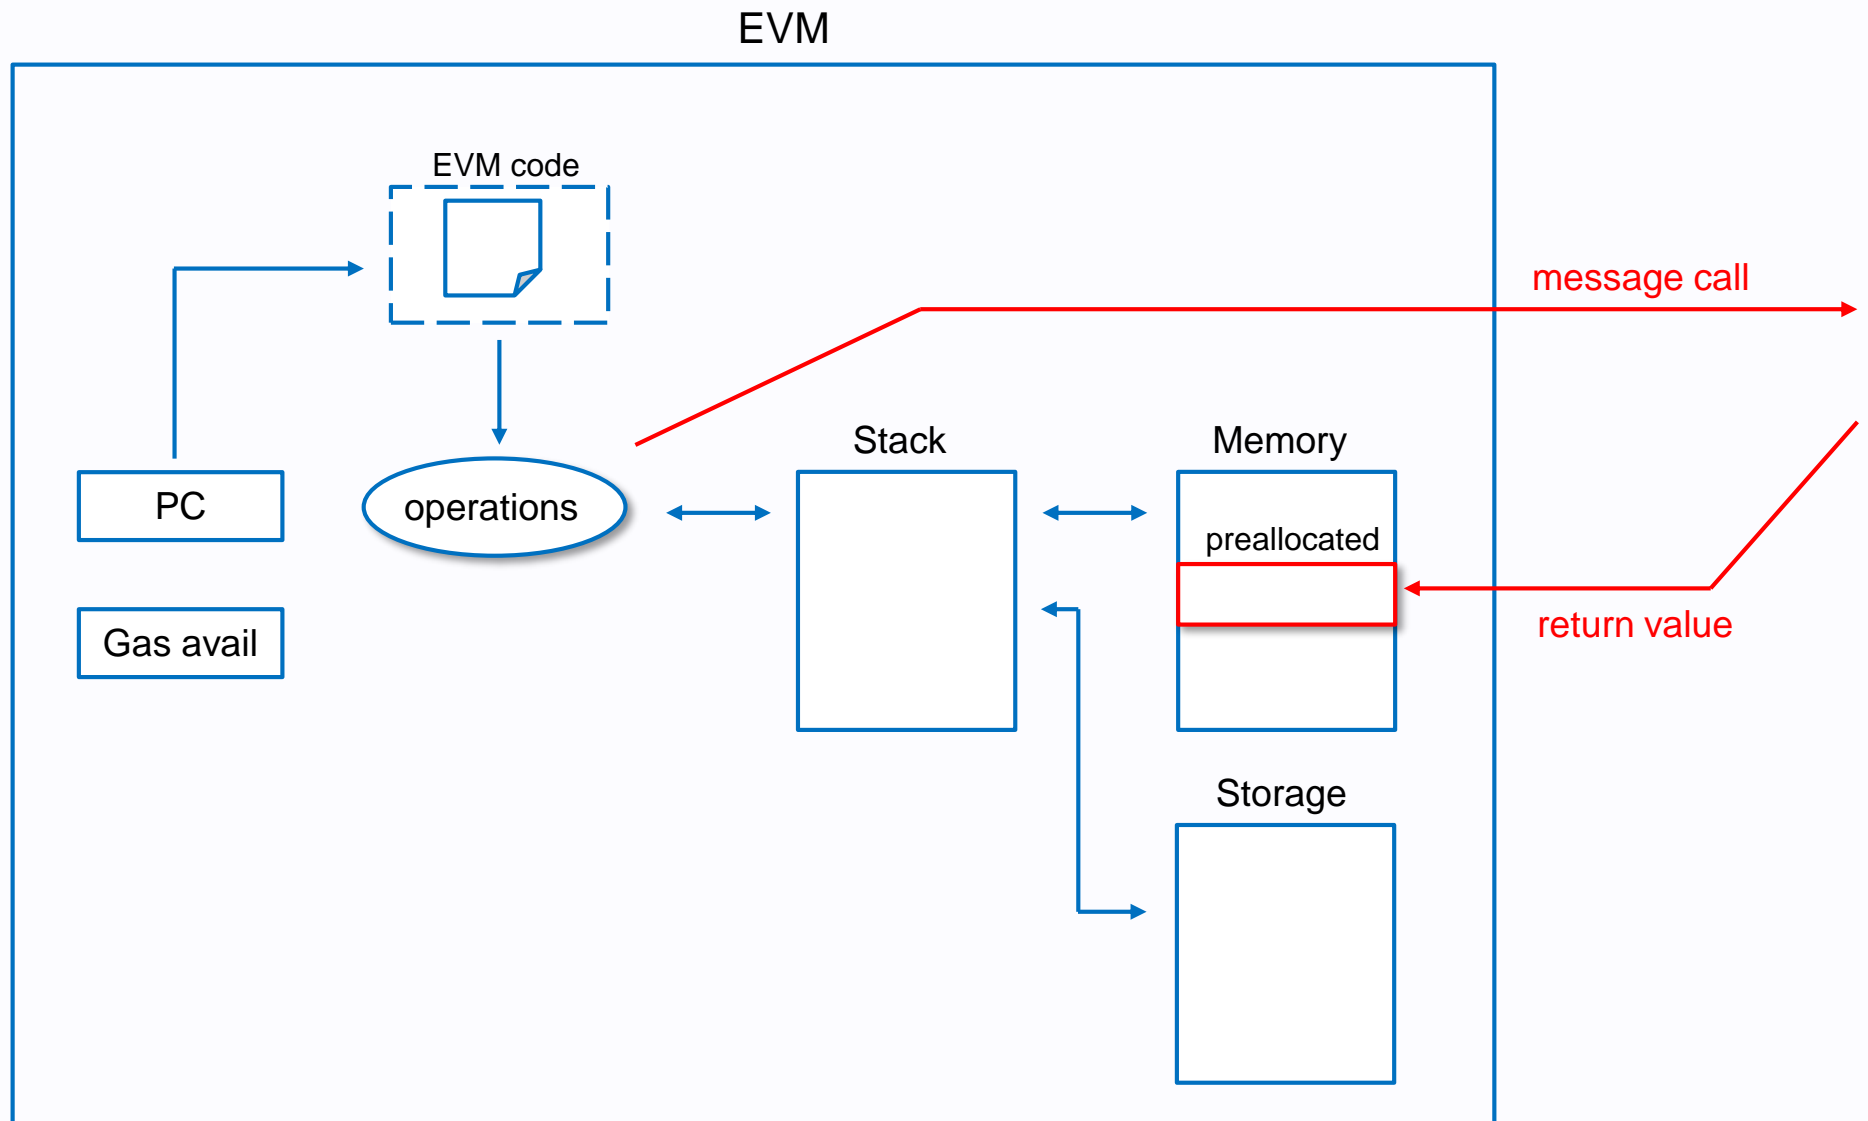 EVM
EVM code
message call
Stack
Memory
PC
operations
preallocated
Gas avail
return value
Storage